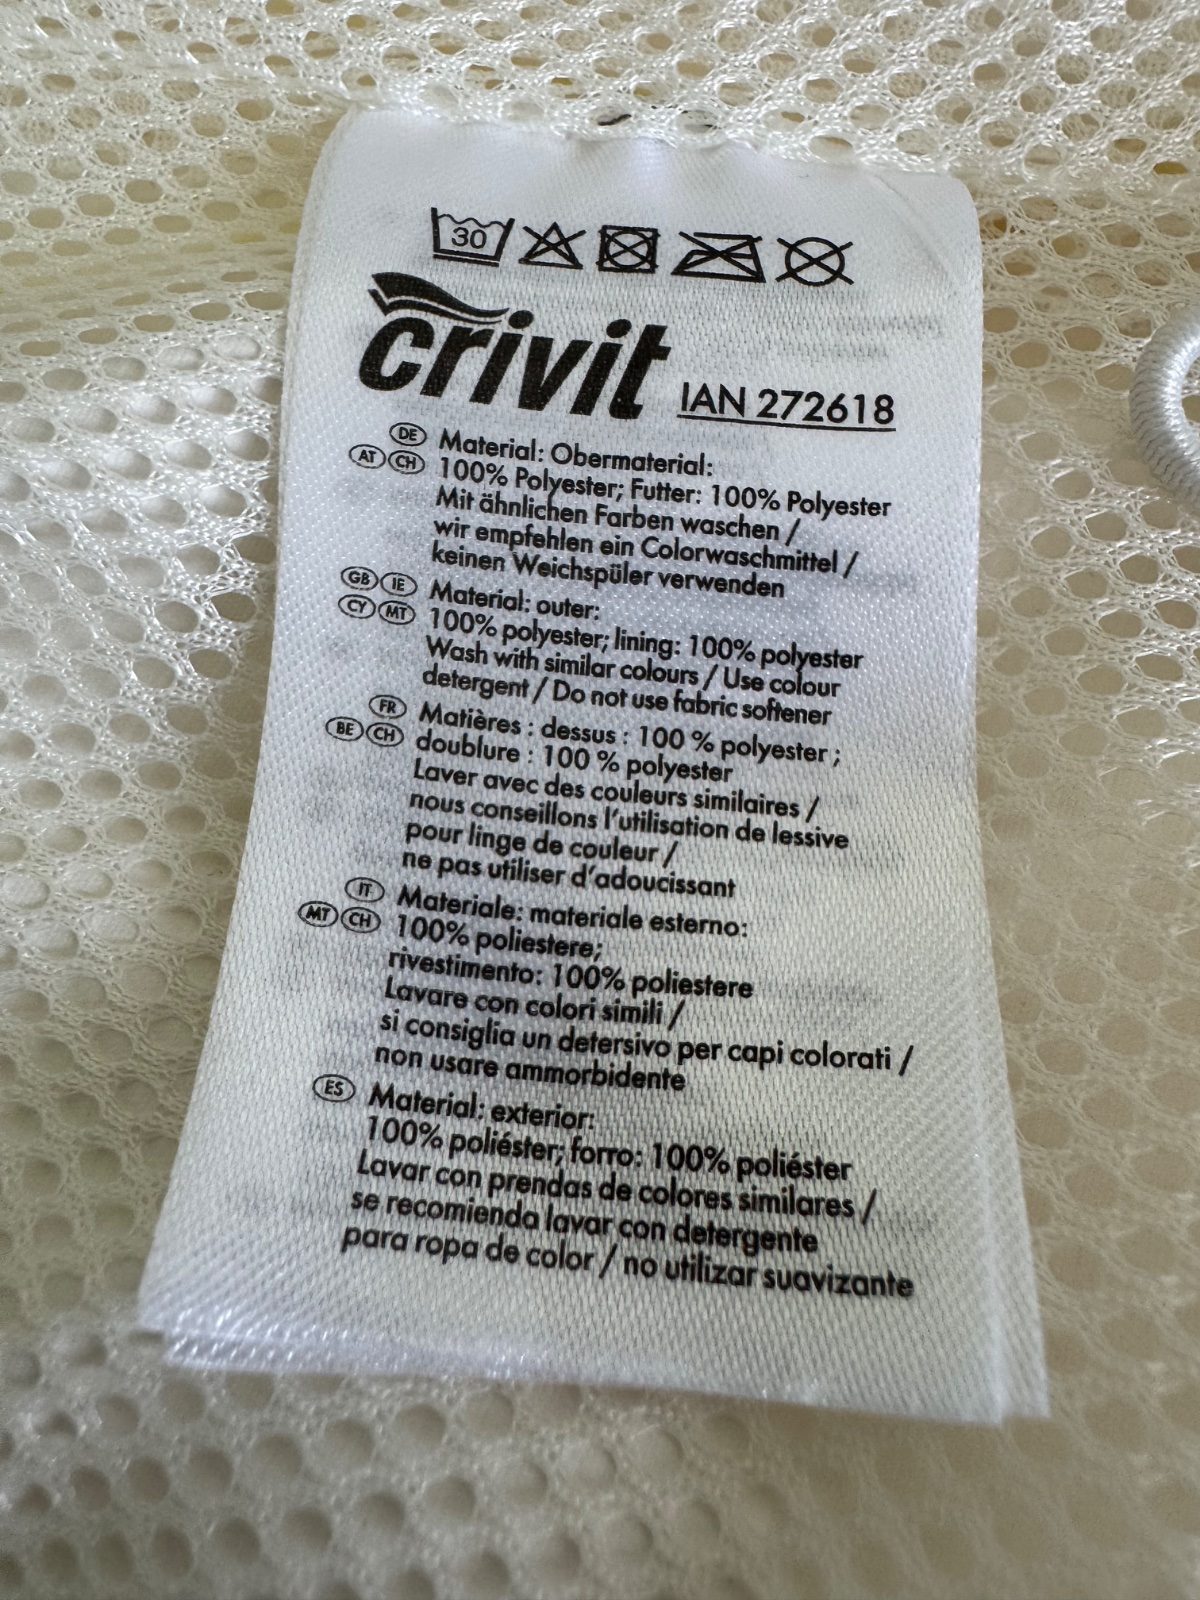 30
crivit IAN 272618
DE Material: Obermaterial:
AT CH 100% Polyester; Futter: 100% Polyester
Mit ähnlichen Farben waschen /
wir empfehlen ein Colorwaschmittel /
keinen Weichspüler verwenden
GB IE Material: outer:
CY MT 100% polyester; lining: 100% polyester
Wash with similar colours / Use colour
detergent / Do not use fabric softener
FR Matières : dessus : 100 % polyester ;
BE CH doublure : 100 % polyester
Laver avec des couleurs similaires /
nous conseillons l'utilisation de lessive
pour linge de couleur /
ne pas utiliser d'adoucissant
IT Materiale: materiale esterno:
MT CH 100% poliestere;
rivestimento: 100% poliestere
Lavare con colori simili /
si consiglia un detersivo per capi colorati /
non usare ammorbidente
ES Material: exterior:
100% poliéster; forro: 100% poliéster
Lavar con prendas de colores similares /
se recomienda lavar con detergente
para ropa de color / no utilizar suavizante